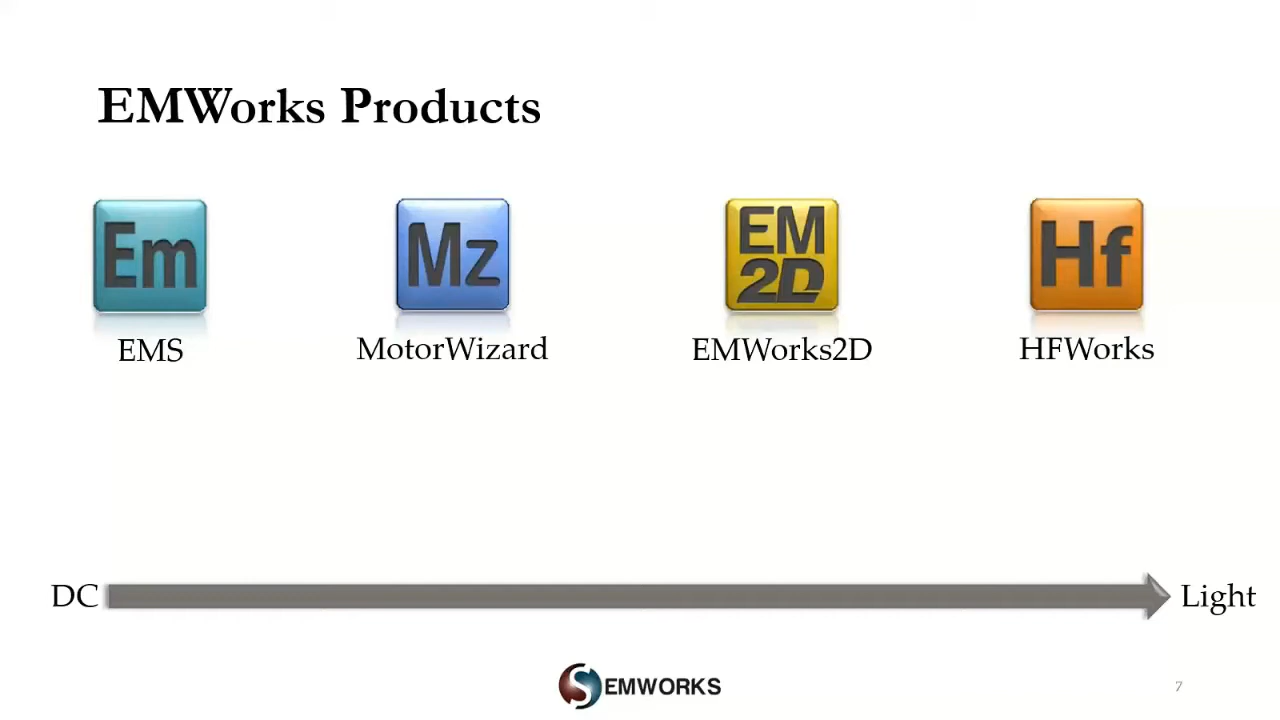 EMWorks Products
Em
Mz
EM
2D
Hf
EMS
MotorWizard
EMWorks2D
HFWorks
DC
Light
S EMWORKS
7